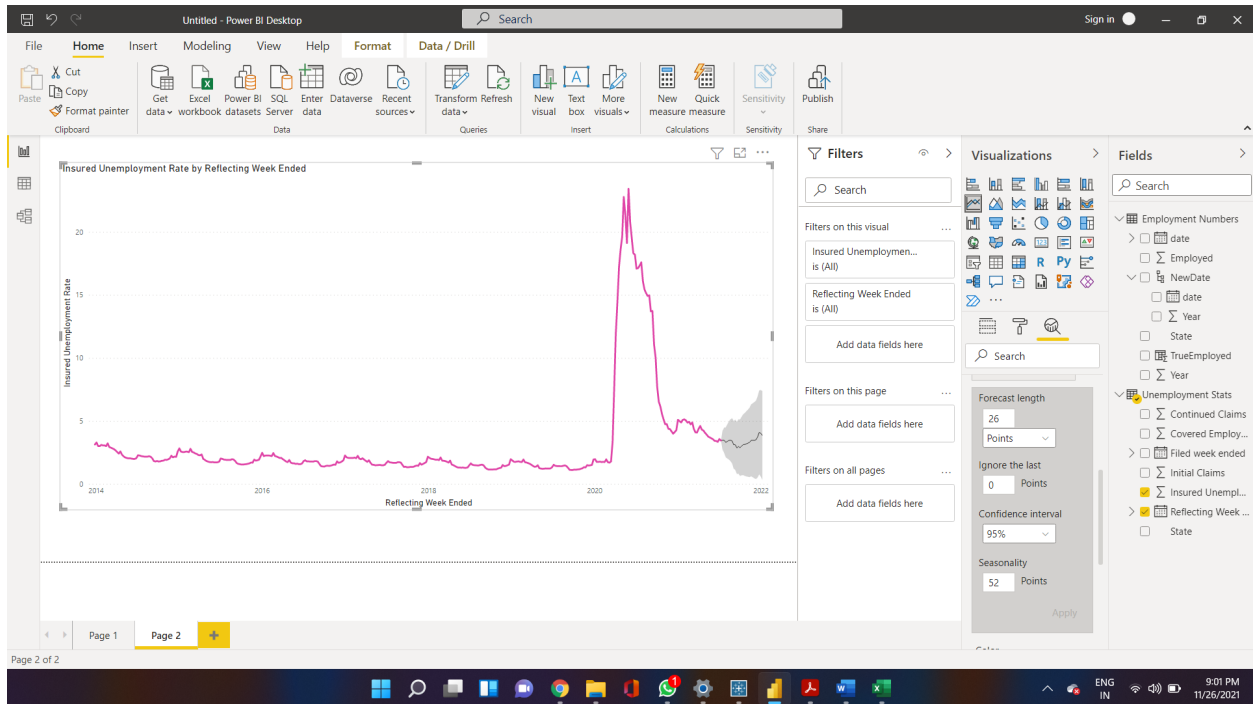 Untitled - Power BI Desktop
Search
Sign in
File Home Insert Modeling View Help Format Data / Drill
Paste
Cut
Copy
Format painter
Clipboard
Get data
Excel workbook
Power BI datasets
SQL Server
Enter data
Dataverse
Recent sources
Data
Transform data
Refresh
Queries
New visual
Text box
More visuals
Insert
New measure
Quick measure
Calculations
Sensitivity
Sensitivity
Publish
Share
Insured Unemployment Rate by Reflecting Week Ended
Insured Unemployment Rate
20
15
10
5
0
2014 2016 2018 2020 2022
Reflecting Week Ended
Filters
Search
Filters on this visual ...
Insured Unemploymen...
is (All)
Reflecting Week Ended
is (All)
Add data fields here
Filters on this page ...
Add data fields here
Filters on all pages ...
Add data fields here
Visualizations
123
R Py
...
Search
Forecast length
26
Points
Ignore the last
0 Points
Confidence interval
95%
Seasonality
52 Points
Apply
Fields
Search
Employment Numbers
date
Employed
NewDate
date
Year
State
TrueEmployed
Year
Unemployment Stats
Continued Claims
Covered Employ...
Filed week ended
Initial Claims
Insured Unempl...
Reflecting Week ...
State
Page 1 Page 2 +
Page 2 of 2
1
ENG
IN
9:01 PM
11/26/2021